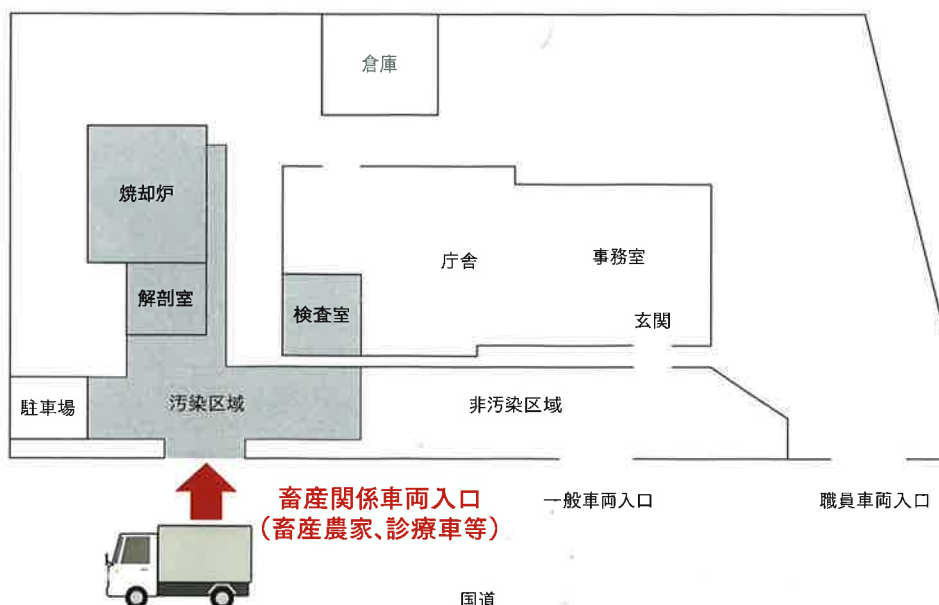 倉庫
焼却炉
庁舎
事務室
解剖室
検査室
玄関
駐車場
汚染区域
非汚染区域
畜産関係車両入口
(畜産農家、診療車等)
一般車両入口
職員車両入口
国道